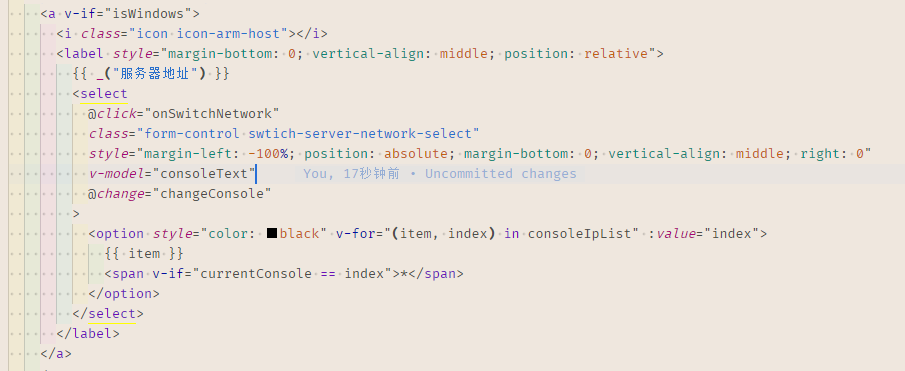 <a v-if="isWindows">
<i class="icon icon-arm-host"></i>
<label style="margin-bottom: 0; vertical-align: middle; position: relative">
{{ _("服务器地址") }}
<select
@click="onSwitchNetwork"
class="form-control swtich-server-network-select"
style="margin-left: -100%; position: absolute; margin-bottom: 0; vertical-align: middle; right: 0"
v-model="consoleText" You, 17秒钟前 • Uncommitted changes
@change="changeConsole"
>
<option style="color: black" v-for="(item, index) in consoleIpList" :value="index">
{{ item }}
<span v-if="currentConsole == index">*</span>
</option>
</select>
</label>
</a>